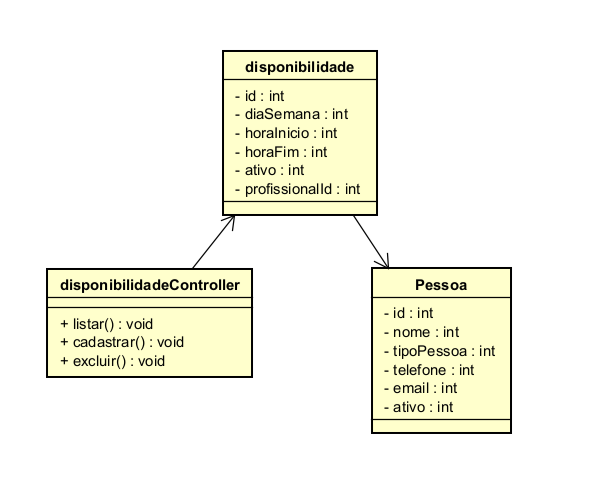 disponibilidade
- id : int
- diaSemana : int
- horaInicio : int
- horaFim : int
- ativo : int
- profissionalId : int
disponibilidadeController
+ listar() : void
+ cadastrar() : void
+ excluir() : void
Pessoa
- id : int
- nome : int
- tipoPessoa : int
- telefone : int
- email : int
- ativo : int